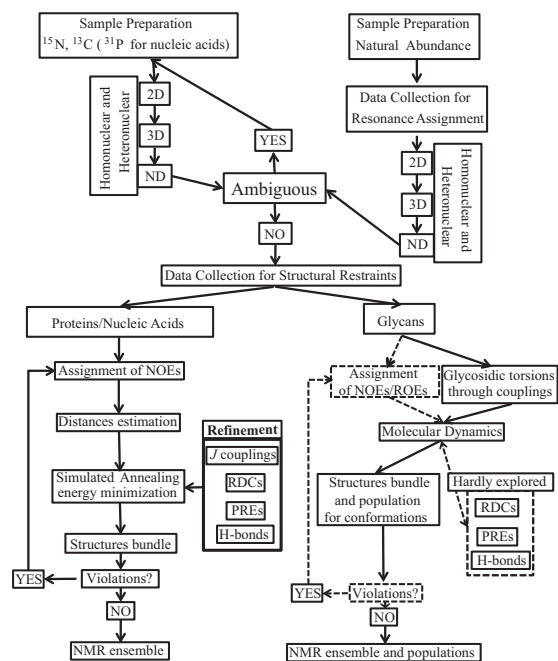 Sample Preparation
¹⁵N, ¹³C ( ³¹P for nucleic acids)
Homonuclear and
Heteronuclear
2D
3D
ND
YES
Sample Preparation
Natural Abundance
Data Collection for
Resonance Assignment
2D
3D
ND
Homonuclear and
Heteronuclear
Ambiguous
NO
Data Collection for Structural Restraints
Proteins/Nucleic Acids
Assignment of NOEs
Distances estimation
Simulated Annealing
energy minimization
Refinement
J couplings
RDCs
PREs
H-bonds
Structures bundle
Violations?
YES
NO
NMR ensemble
Glycans
Assignment
of NOEs/ROEs
Glycosidic torsions
through couplings
Molecular Dynamics
Structures bundle
and population
for conformations
Hardly explored
RDCs
PREs
H-bonds
Violations?
YES
NO
NMR ensemble and populations